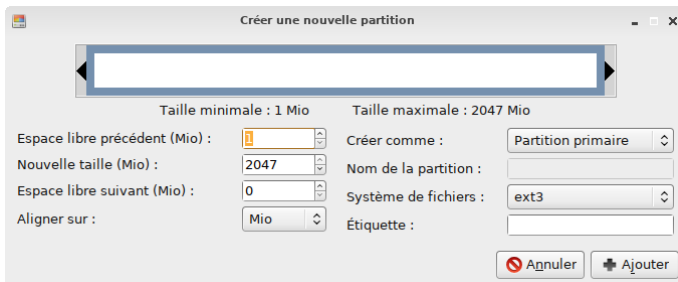 Créer une nouvelle partition
Taille minimale : 1 Mio Taille maximale : 2047 Mio
Espace libre précédent (Mio) : 1
Nouvelle taille (Mio) : 2047
Espace libre suivant (Mio) : 0
Aligner sur : Mio
Créer comme : Partition primaire
Nom de la partition :
Système de fichiers : ext3
Étiquette :
Annuler Ajouter